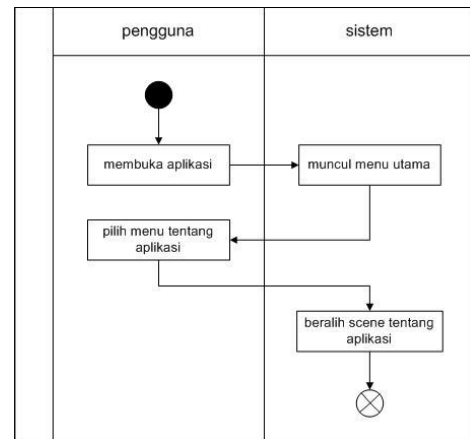 pengguna
sistem
membuka aplikasi
muncul menu utama
pilih menu tentang
aplikasi
beralih scene tentang
aplikasi